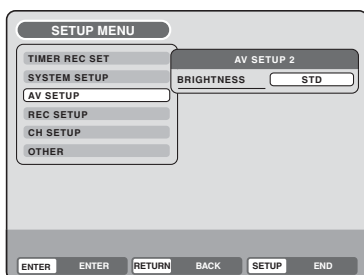 SETUP MENU
TIMER REC SET
SYSTEM SETUP
AV SETUP
REC SETUP
CH SETUP
OTHER
AV SETUP 2
BRIGHTNESS STD
ENTER ENTER RETURN BACK SETUP END